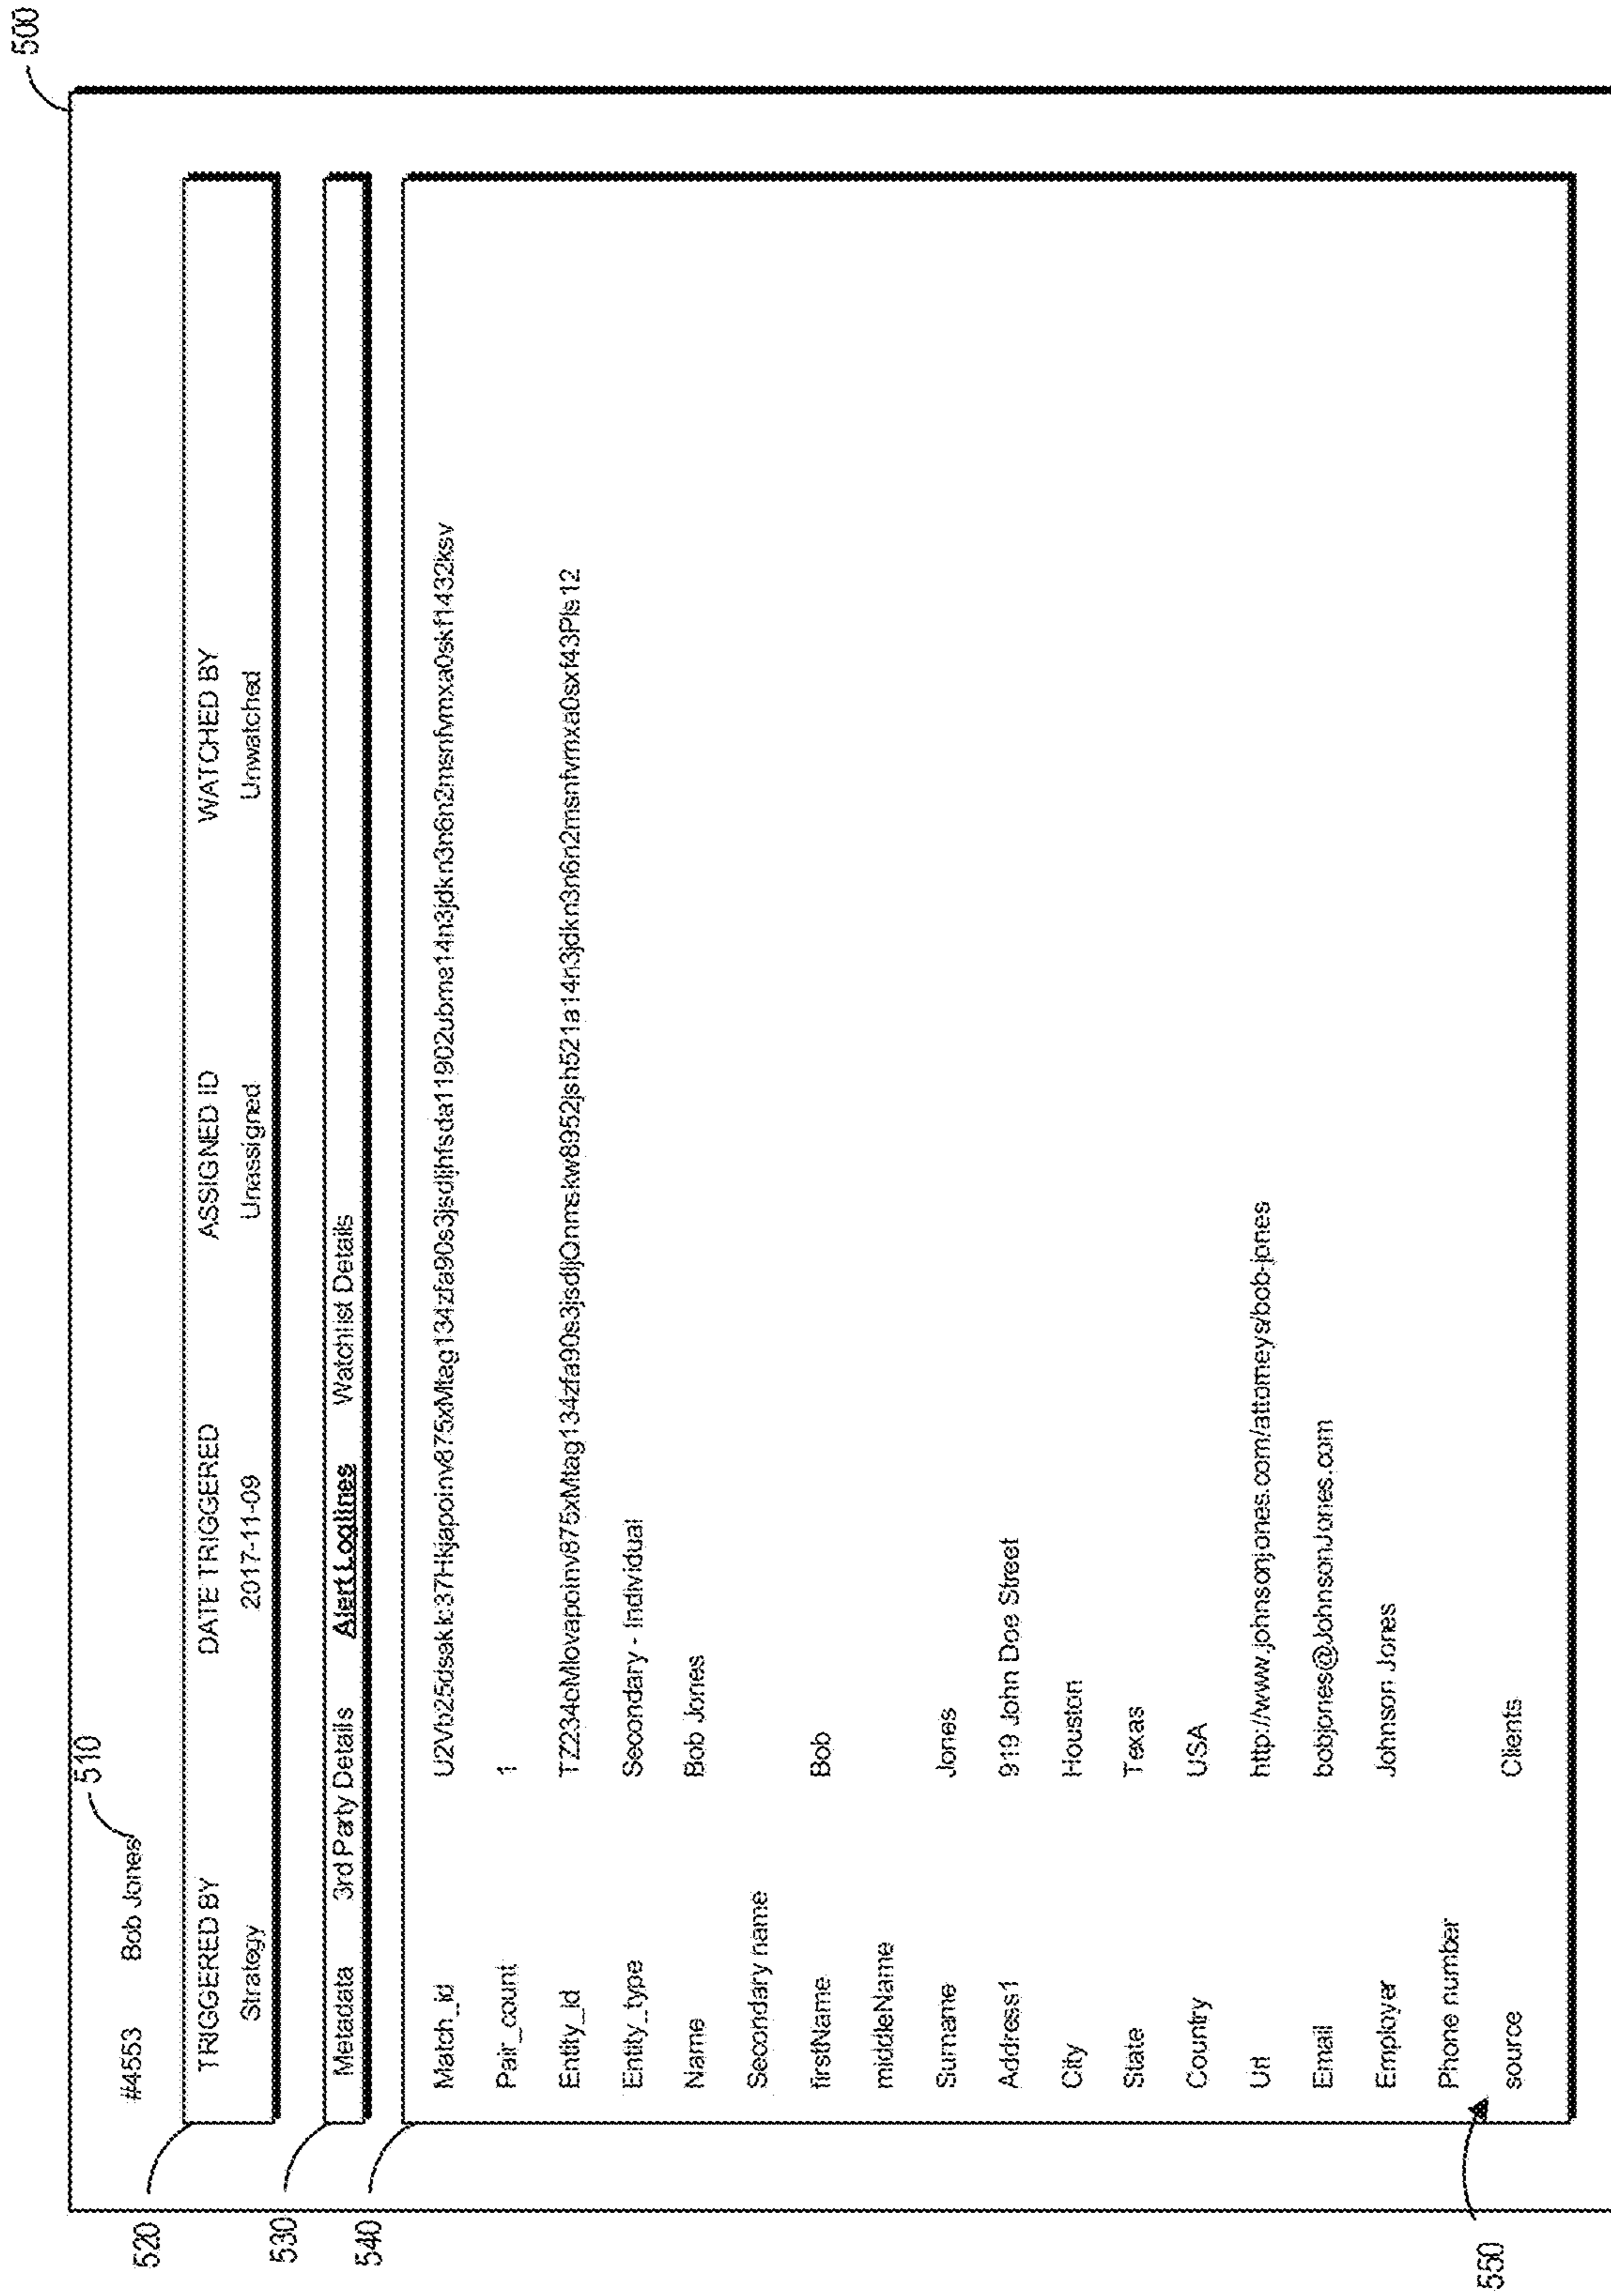 500
510
#4553 Bob Jones
520
TRIGGERED BY DATE TRIGGERED ASSIGNED ID WATCHED BY
Strategy 2017-11-09 Unassigned Unwatched
530
Metadata 3rd Party Details Alert Loglines Watchlist Details
540
Match_id
Pair_count 1
Entity_id
Entity_type Secondary - Individual
Name Bob Jones
Secondary name
firstName Bob
middleName
Surname Jones
Address1 919 John Doe Street
City Houston
State Texas
Country USA
Url http://www.johnsonjones.com/attorneys/bob-jones
Email bobjones@JohnsonJones.com
Employer Johnson Jones
Phone number
source Clients
550